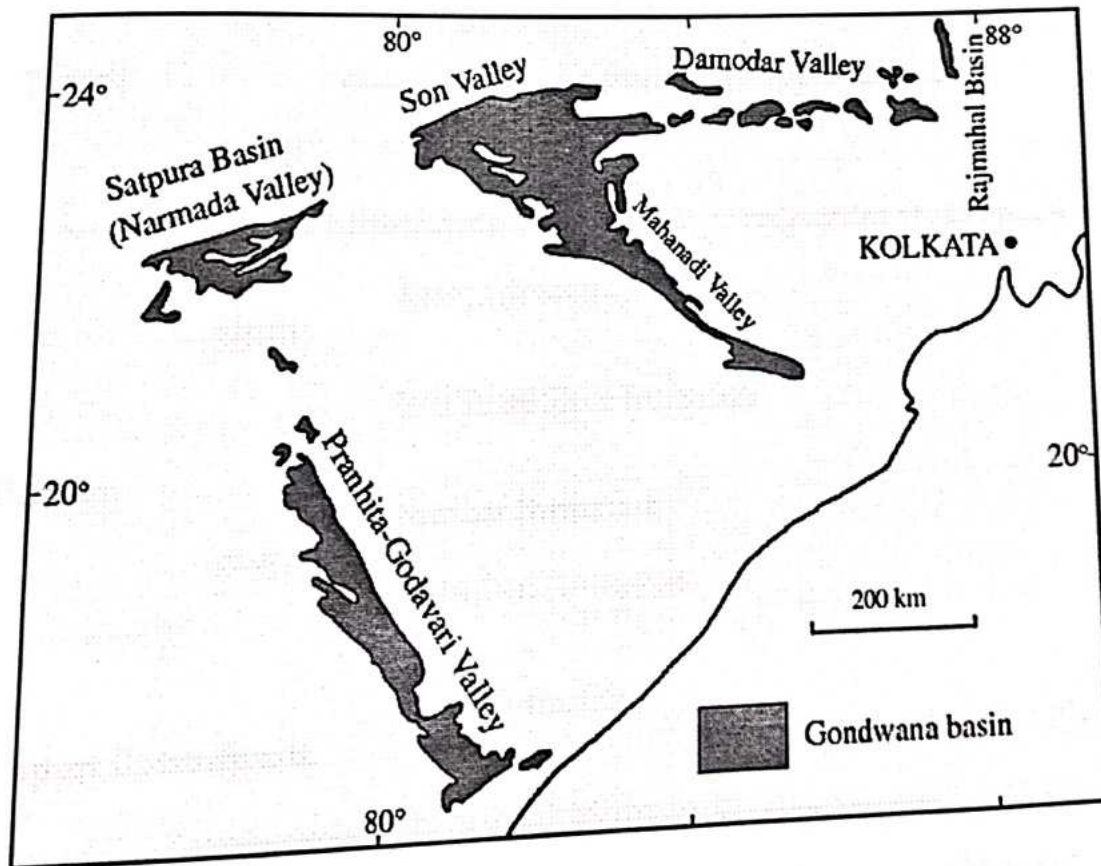 80°
88°
24°
Son Valley
Damodar Valley
Rajmahal Basin
Satpura Basin
(Narmada Valley)
Mahanadi Valley
KOLKATA
20°
20°
Pranhita-Godavari Valley
200 km
Gondwana basin
80°